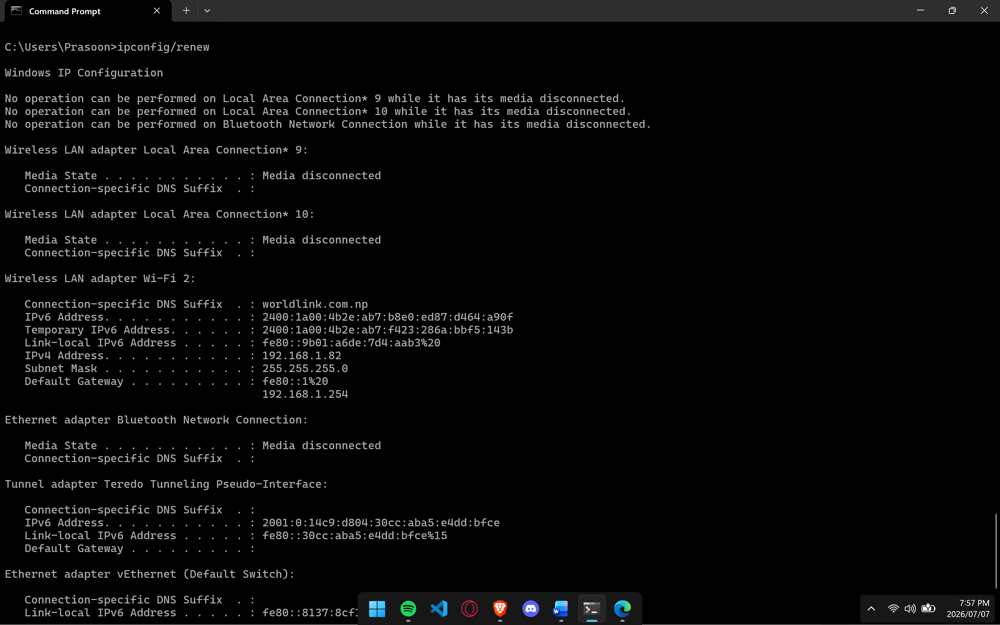 Command Prompt
C:\Users\Prasoon>ipconfig/renew
Windows IP Configuration
No operation can be performed on Local Area Connection* 9 while it has its media disconnected.
No operation can be performed on Local Area Connection* 10 while it has its media disconnected.
No operation can be performed on Bluetooth Network Connection while it has its media disconnected.
Wireless LAN adapter Local Area Connection* 9:
Media State . . . . . . . . . . . : Media disconnected
Connection-specific DNS Suffix  . :
Wireless LAN adapter Local Area Connection* 10:
Media State . . . . . . . . . . . : Media disconnected
Connection-specific DNS Suffix  . :
Wireless LAN adapter Wi-Fi 2:
Connection-specific DNS Suffix  . : worldlink.com.np
IPv6 Address. . . . . . . . . . . : 2400:1a00:4b2e:ab7:b8e0:ed87:d464:a90f
Temporary IPv6 Address. . . . . . : 2400:1a00:4b2e:ab7:f423:286a:bbf5:143b
Link-local IPv6 Address . . . . . : fe80::9b01:a6de:7d4:aab3%20
IPv4 Address. . . . . . . . . . . : 192.168.1.82
Subnet Mask . . . . . . . . . . . : 255.255.255.0
Default Gateway . . . . . . . . . : fe80::1%20
192.168.1.254
Ethernet adapter Bluetooth Network Connection:
Media State . . . . . . . . . . . : Media disconnected
Connection-specific DNS Suffix  . :
Tunnel adapter Teredo Tunneling Pseudo-Interface:
Connection-specific DNS Suffix  . :
IPv6 Address. . . . . . . . . . . : 2001:0:14c9:d804:30cc:aba5:e4dd:bfce
Link-local IPv6 Address . . . . . : fe80::30cc:aba5:e4dd:bfce%15
Default Gateway . . . . . . . . . :
Ethernet adapter vEthernet (Default Switch):
Connection-specific DNS Suffix  . :
Link-local IPv6 Address . . . . . : fe80::8137:8cf
7:57 PM
2026/07/07